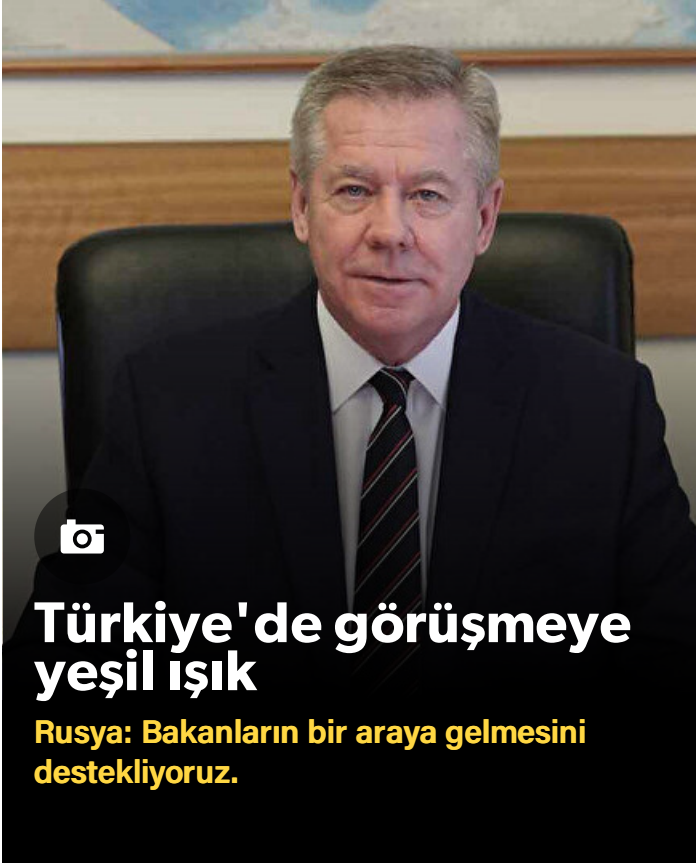 Türkiye'de görüşmeye
yeşil ışık
Rusya: Bakanların bir araya gelmesini
destekliyoruz.